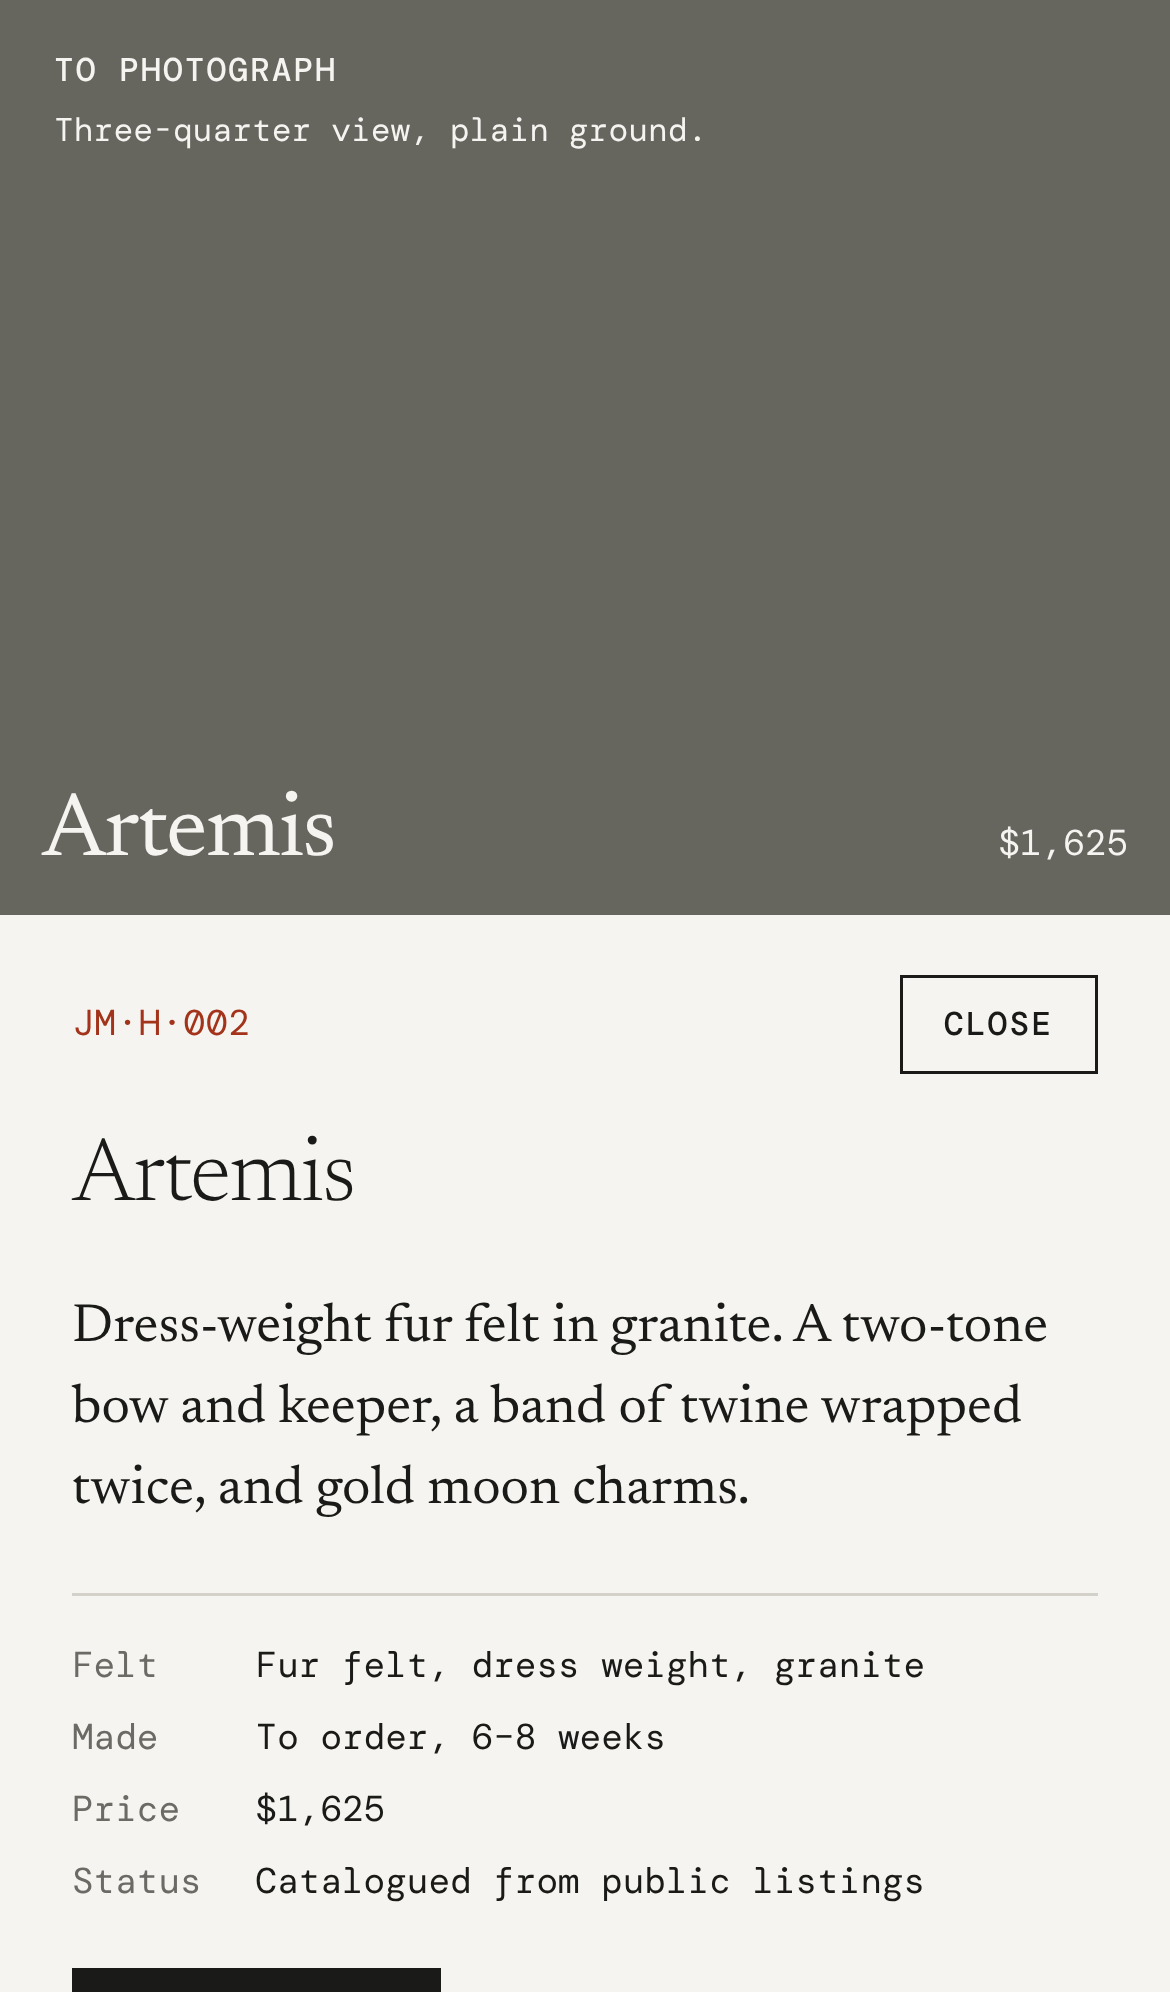 TO PHOTOGRAPH
Three-quarter view, plain ground.
Artemis
$1,625
JM·H·002
CLOSE
Artemis
Dress-weight fur felt in granite. A two-tone
bow and keeper, a band of twine wrapped
twice, and gold moon charms.
Felt Fur felt, dress weight, granite
Made To order, 6–8 weeks
Price $1,625
Status Catalogued from public listings